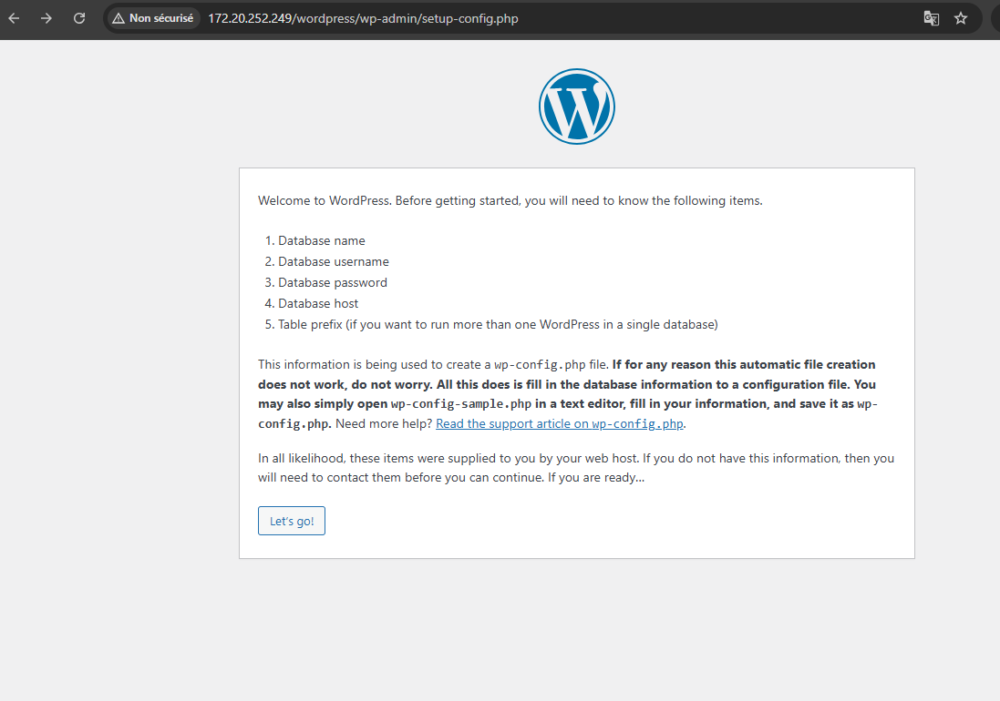 Non sécurisé 172.20.252.249/wordpress/wp-admin/setup-config.php
Welcome to WordPress. Before getting started, you will need to know the following items.
1. Database name
2. Database username
3. Database password
4. Database host
5. Table prefix (if you want to run more than one WordPress in a single database)
This information is being used to create a wp-config.php file. If for any reason this automatic file creation
does not work, do not worry. All this does is fill in the database information to a configuration file. You
may also simply open wp-config-sample.php in a text editor, fill in your information, and save it as wp-
config.php. Need more help? Read the support article on wp-config.php.
In all likelihood, these items were supplied to you by your web host. If you do not have this information, then you
will need to contact them before you can continue. If you are ready…
Let’s go!